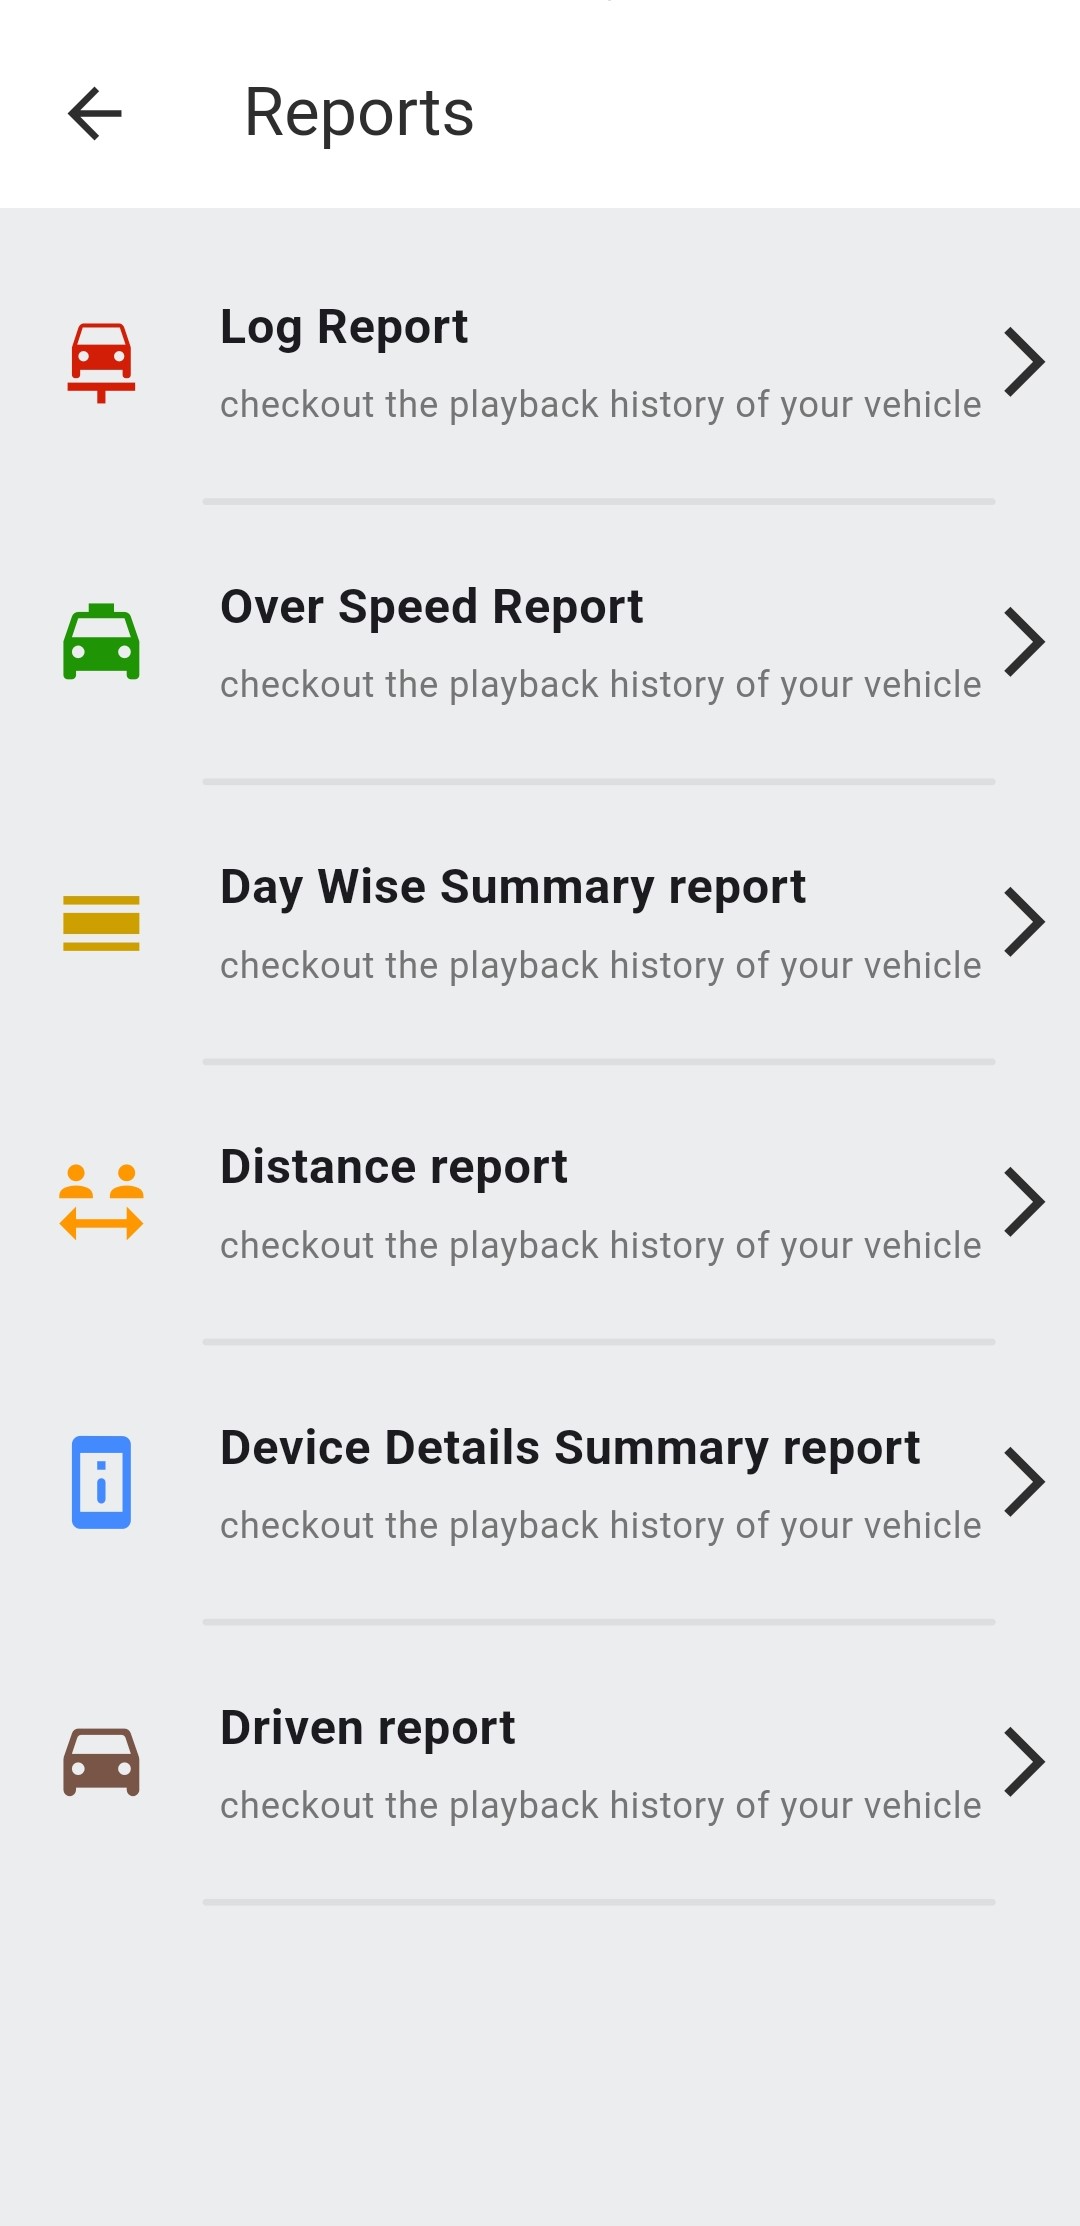 Reports
Log Report
checkout the playback history of your vehicle
Over Speed Report
checkout the playback history of your vehicle
Day Wise Summary report
checkout the playback history of your vehicle
Distance report
checkout the playback history of your vehicle
Device Details Summary report
checkout the playback history of your vehicle
Driven report
checkout the playback history of your vehicle